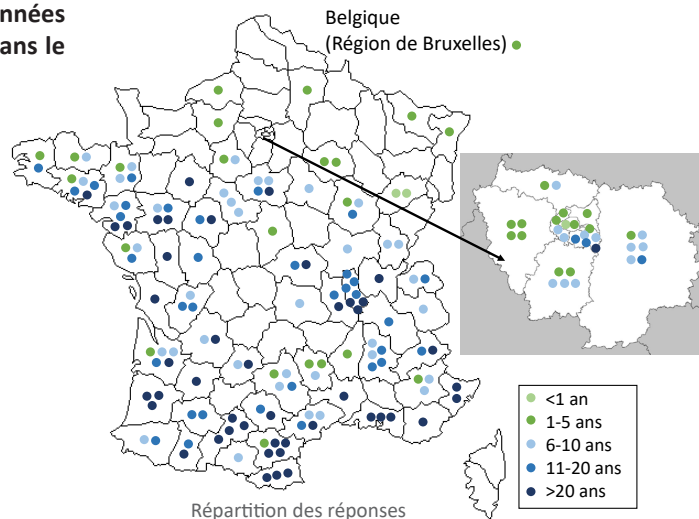 nnées
ans le
Belgique
(Région de Bruxelles)
<1 an
1-5 ans
6-10 ans
11-20 ans
>20 ans
Répartition des réponses